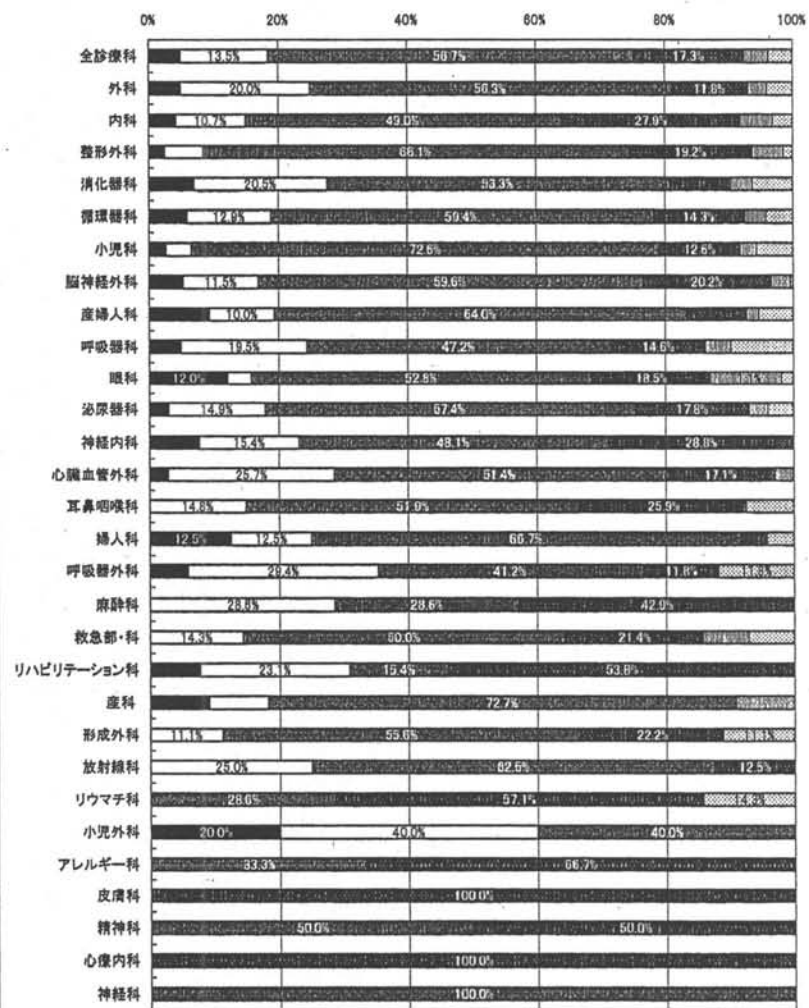 0% 20% 40% 60% 80% 100%
全診療科 13.5% 56.7% 17.3%
外科 20.0% 56.3% 11.8%
内科 10.7% 49.0% 27.9%
整形外科 66.1% 19.2%
消化器科 20.5% 53.3%
循環器科 12.9% 14.3%
小児科 72.6% 12.6%
脳神経外科 11.5% 59.6% 20.2%
産婦人科 10.0% 64.0%
呼吸器科 19.5% 47.2% 14.6%
眼科 12.0% 52.8% 18.5%
泌尿器科 14.9% 57.4% 17.8%
神経内科 15.4% 48.1% 28.8%
心臓血管外科 25.7% 51.4% 17.1%
耳鼻咽喉科 14.8% 51.9% 25.9%
婦人科 12.5% 12.5% 66.7%
呼吸器外科 29.4% 41.2% 11.8%
麻酔科 28.6% 42.9%
救急部・科 14.3% 21.4%
リハビリテーション科 23.1% 15.4% 53.8%
産科 72.7%
形成外科 11.1% 55.6% 22.2%
放射線科 25.0% 62.5% 12.5%
リウマチ科 28.6% 57.1%
小児外科 20.0% 40.0% 40.0%
アレルギー科 33.3% 66.7%
皮膚科 100.0%
精神科 50.0% 50.0%
心療内科 100.0%
神経科 100.0%